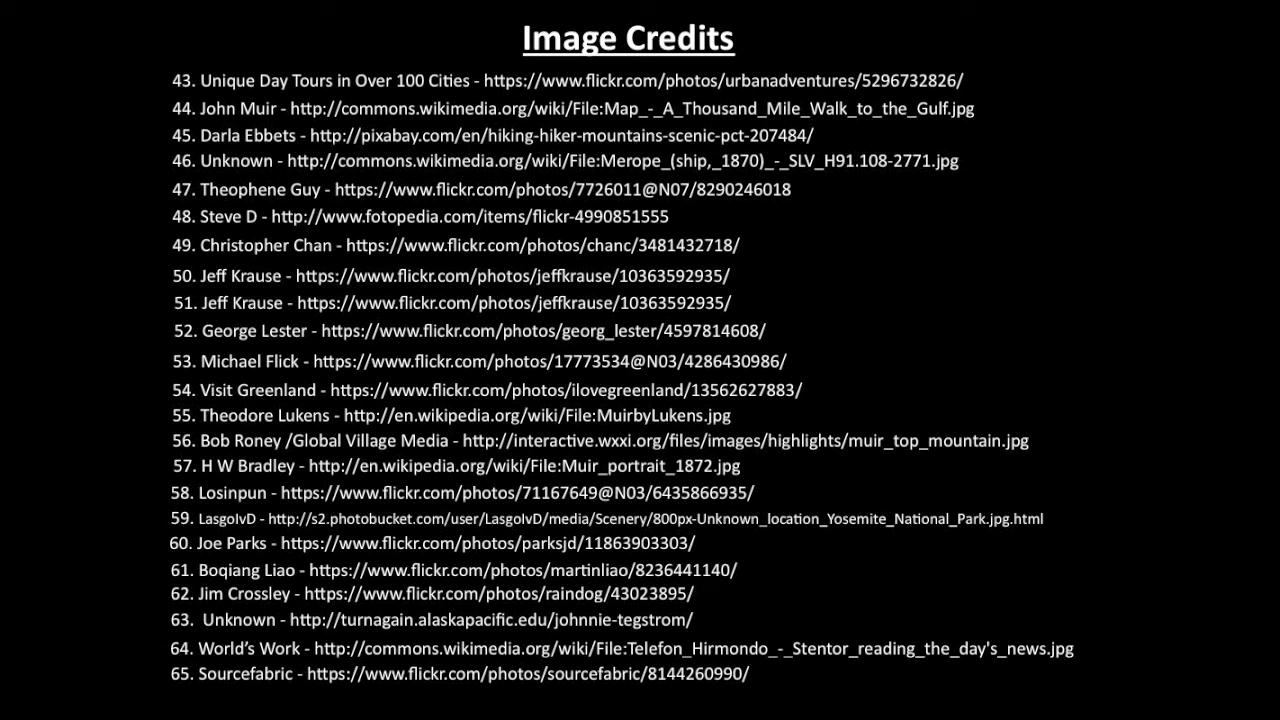 Image Credits
43. Unique Day Tours in Over 100 Cities - https://www.flickr.com/photos/urbanadventures/5296732826/
44. John Muir - http://commons.wikimedia.org/wiki/File:Map_-_A_Thousand_Mile_Walk_to_the_Gulf.jpg
45. Darla Ebbets - http://pixabay.com/en/hiking-hiker-mountains-scenic-pct-207484/
46. Unknown - http://commons.wikimedia.org/wiki/File:Merope_(ship,_1870)_-_SLV_H91.108-2771.jpg
47. Theophene Guy - https://www.flickr.com/photos/7726011@N07/8290246018
48. Steve D - http://www.fotopedia.com/items/flickr-4990851555
49. Christopher Chan - https://www.flickr.com/photos/chanc/3481432718/
50. Jeff Krause - https://www.flickr.com/photos/jeffkrause/10363592935/
51. Jeff Krause - https://www.flickr.com/photos/jeffkrause/10363592935/
52. George Lester - https://www.flickr.com/photos/georg_lester/4597814608/
53. Michael Flick - https://www.flickr.com/photos/17773534@N03/4286430986/
54. Visit Greenland - https://www.flickr.com/photos/ilovegreenland/13562627883/
55. Theodore Lukens - http://en.wikipedia.org/wiki/File:MuirbyLukens.jpg
56. Bob Roney /Global Village Media - http://interactive.wxxi.org/files/images/highlights/muir_top_mountain.jpg
57. H W Bradley - http://en.wikipedia.org/wiki/File:Muir_portrait_1872.jpg
58. Losinpun - https://www.flickr.com/photos/71167649@N03/6435866935/
59. LasgolvD - http://s2.photobucket.com/user/LasgolvD/media/Scenery/800px-Unknown_location_Yosemite_National_Park.jpg.html
60. Joe Parks - https://www.flickr.com/photos/parksjd/11863903303/
61. Boqiang Liao - https://www.flickr.com/photos/martinliao/8236441140/
62. Jim Crossley - https://www.flickr.com/photos/raindog/43023895/
63. Unknown - http://turnagain.alaskapacific.edu/johnnie-tegstrom/
64. World's Work - http://commons.wikimedia.org/wiki/File:Telefon_Hirmondo_-_Stentor_reading_the_day's_news.jpg
65. Sourcefabric - https://www.flickr.com/photos/sourcefabric/8144260990/